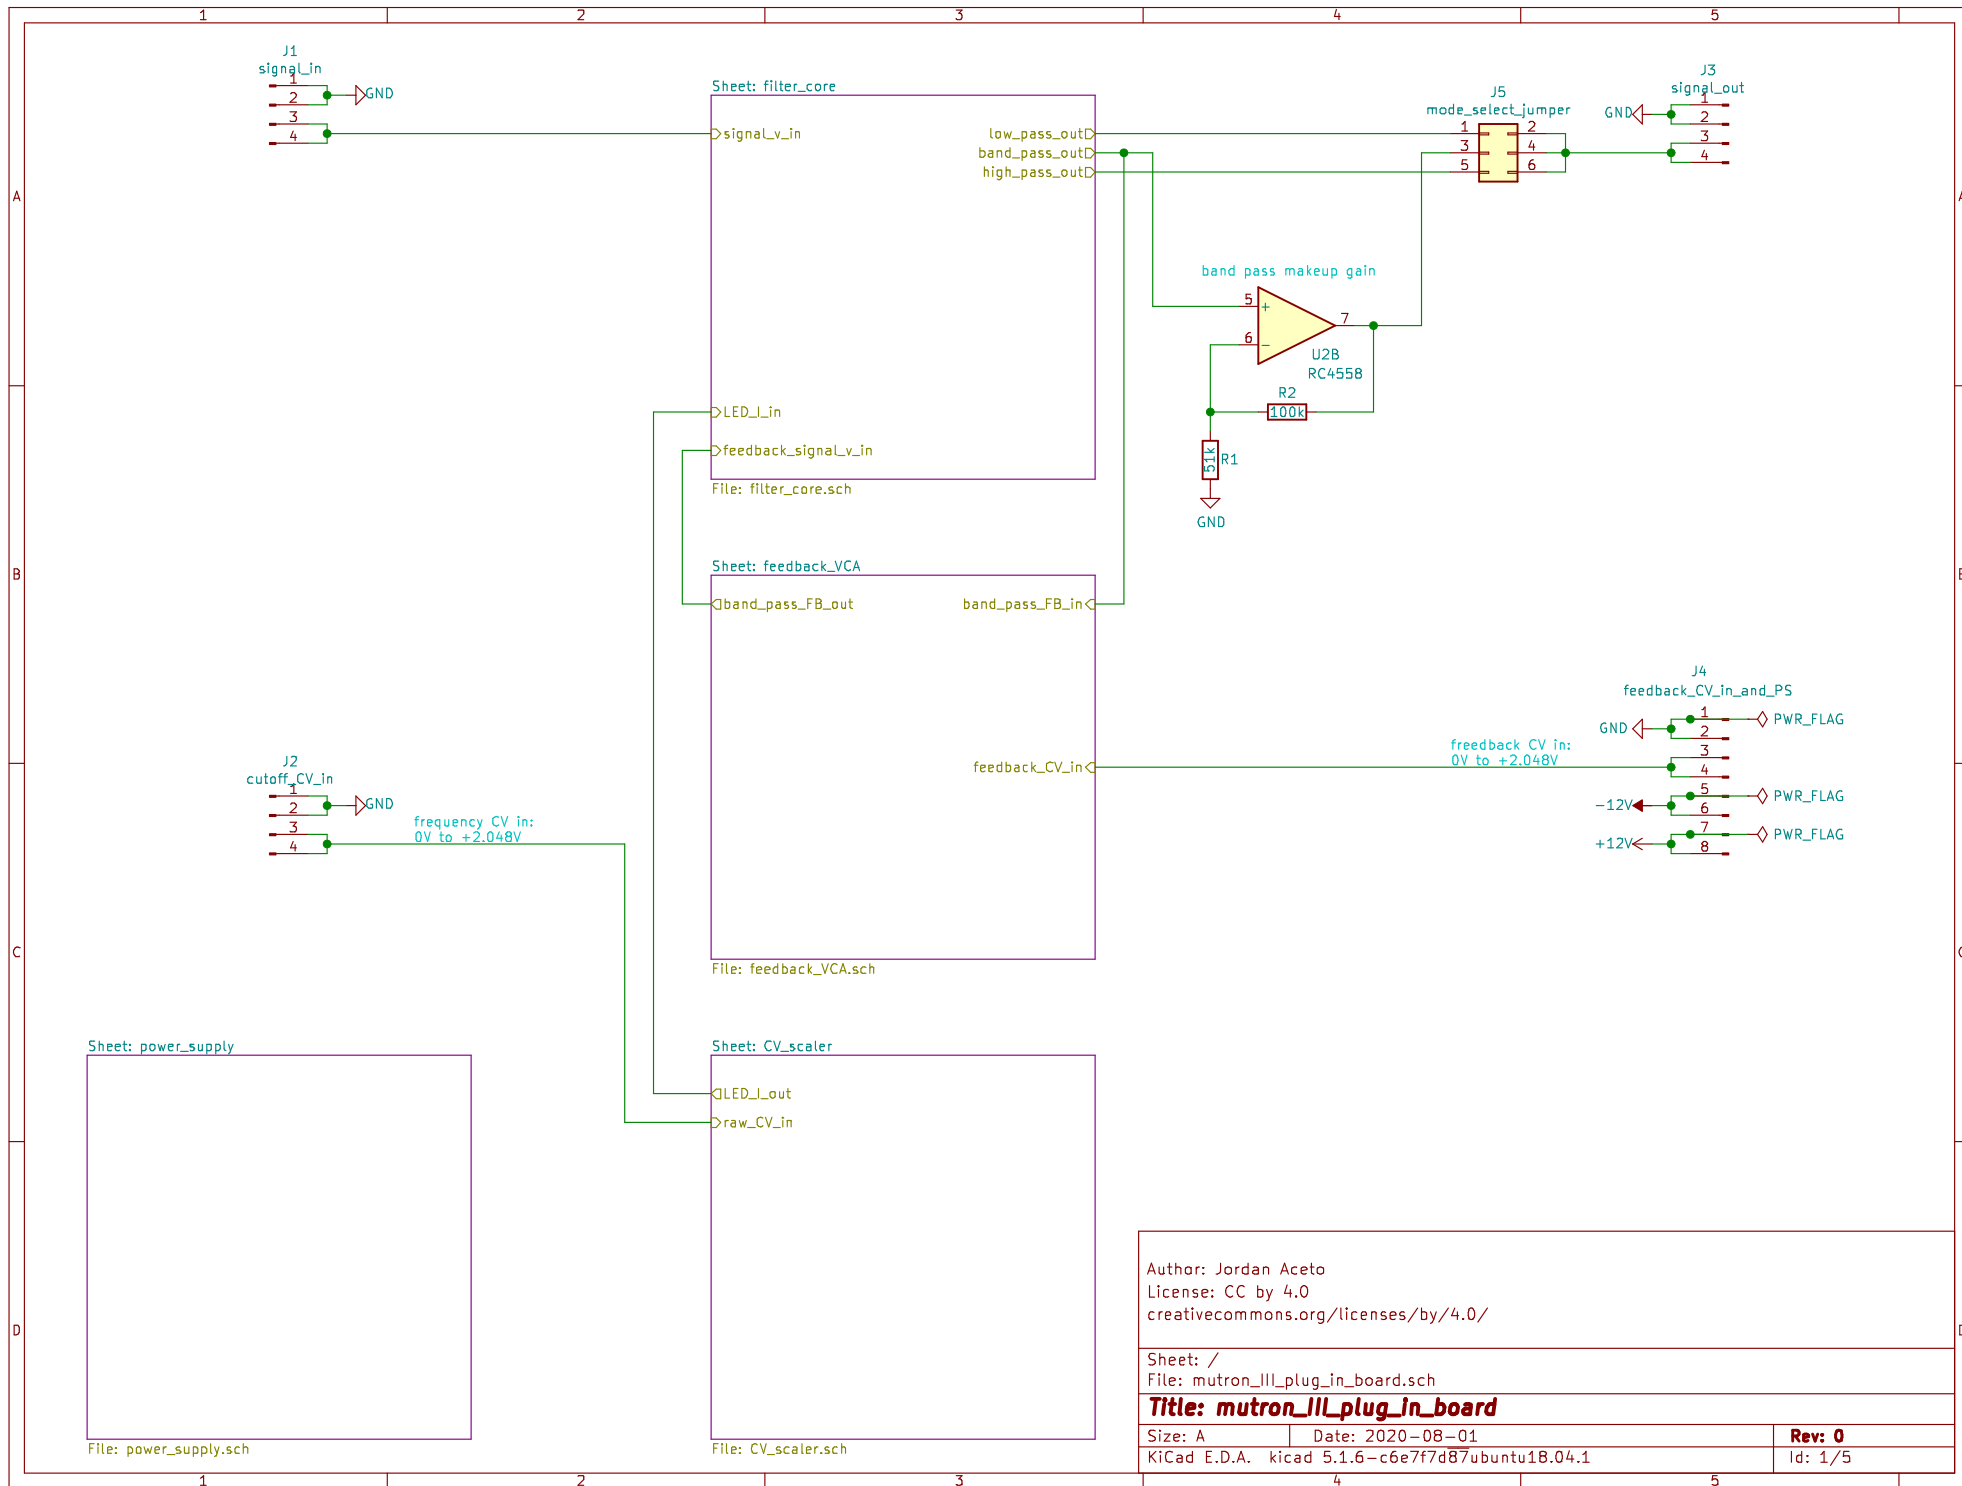 1 2 3 4 5
J1
signal_in
1
2
3
4
GND
Sheet: filter_core
signal_v_in
low_pass_out
band_pass_out
high_pass_out
LED_I_in
feedback_signal_v_in
File: filter_core.sch
J5
mode_select_jumper
1 2
3 4
5 6
J3
signal_out
GND
1
2
3
4
A A
band pass makeup gain
5 +
6 −
7
U2B
RC4558
R2
100k
51k R1
GND
B
Sheet: feedback_VCA
band_pass_FB_out
band_pass_FB_in
feedback_CV_in
File: feedback_VCA.sch
J4
feedback_CV_in_and_PS
GND
1 PWR_FLAG
2
freedback CV in:
0V to +2.048V
3
4
-12V
5 PWR_FLAG
6
+12V
7 PWR_FLAG
8
J2
cutoff_CV_in
1
2
3
4
GND
frequency CV in:
0V to +2.048V
C
Sheet: power_supply
File: power_supply.sch
Sheet: CV_scaler
LED_I_out
raw_CV_in
File: CV_scaler.sch
D
Author: Jordan Aceto
License: CC by 4.0
creativecommons.org/licenses/by/4.0/
Sheet: /
File: mutron_III_plug_in_board.sch
Title: mutron_III_plug_in_board
Size: A Date: 2020-08-01 Rev: 0
KiCad E.D.A. kicad 5.1.6-c6e7f7d87ubuntu18.04.1 Id: 1/5
1 2 3 4 5